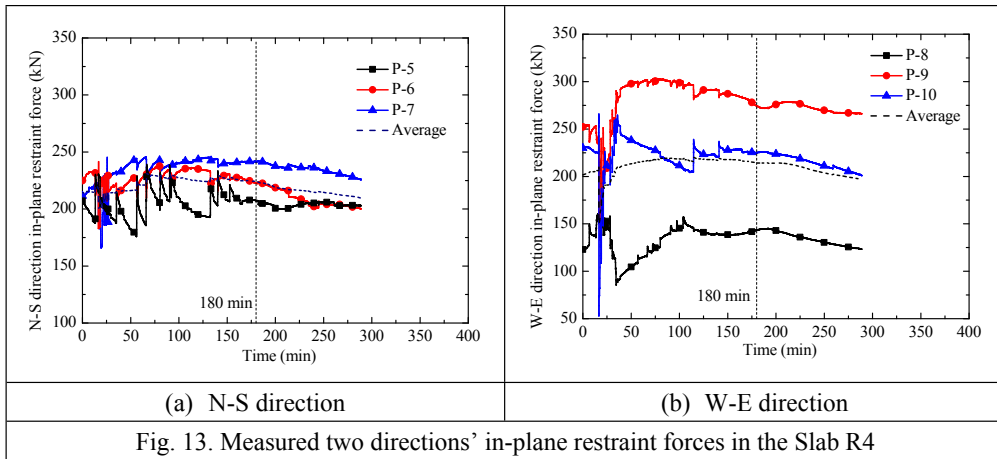 350
300
250
200
150
100
N-S direction in-plane restraint force (kN)
P-5
P-6
P-7
Average
180 min
0 50 100 150 200 250 300 350 400
Time (min)
350
300
250
200
150
100
50
W-E direction in-plane restraint force (kN)
P-8
P-9
P-10
Average
180 min
0 50 100 150 200 250 300 350 400
Time (min)
(a) N-S direction
(b) W-E direction
Fig. 13. Measured two directions’ in-plane restraint forces in the Slab R4